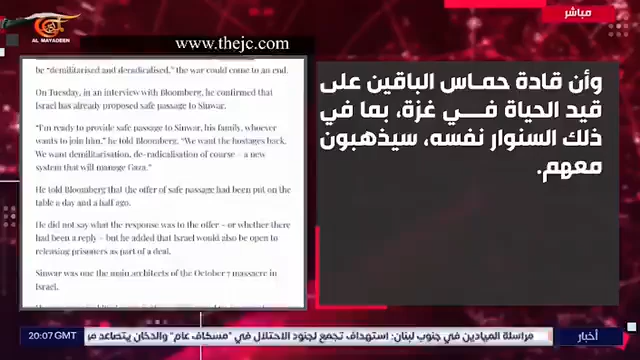 مباشر
AL MAYADEEN
www.thejc.com
be "demilitarised and deradicalised," the war could come to an end.
On Tuesday, in an interview with Bloomberg, he confirmed that
Israel has already proposed safe passage to Sinwar.
"I'm ready to provide safe passage to Sinwar, his family, whoever
wants to join him," he told Bloomberg. "We want the hostages back.
We want demilitarisation, de-radicalisation of course – a new
system that will manage Gaza."
He told Bloomberg that the offer of safe passage had been put on the
table a day and a half ago.
He did not say what the response was to the offer – or whether there
had been a reply – but he added that Israel would also be open to
releasing prisoners as part of a deal.
Sinwar was one the main architects of the October 7 massacre in
Israel.
وأن قادة حماس الباقين على
قيد الحياة في غزة، بما في
ذلك السنوار نفسه، سيذهبون
معهم.
أخبار
مراسلة الميادين في جنوب لبنان: استهداف تجمع لجنود الاحتلال في "مسكاف عام" والدخان يتصاعد
20:07 GMT